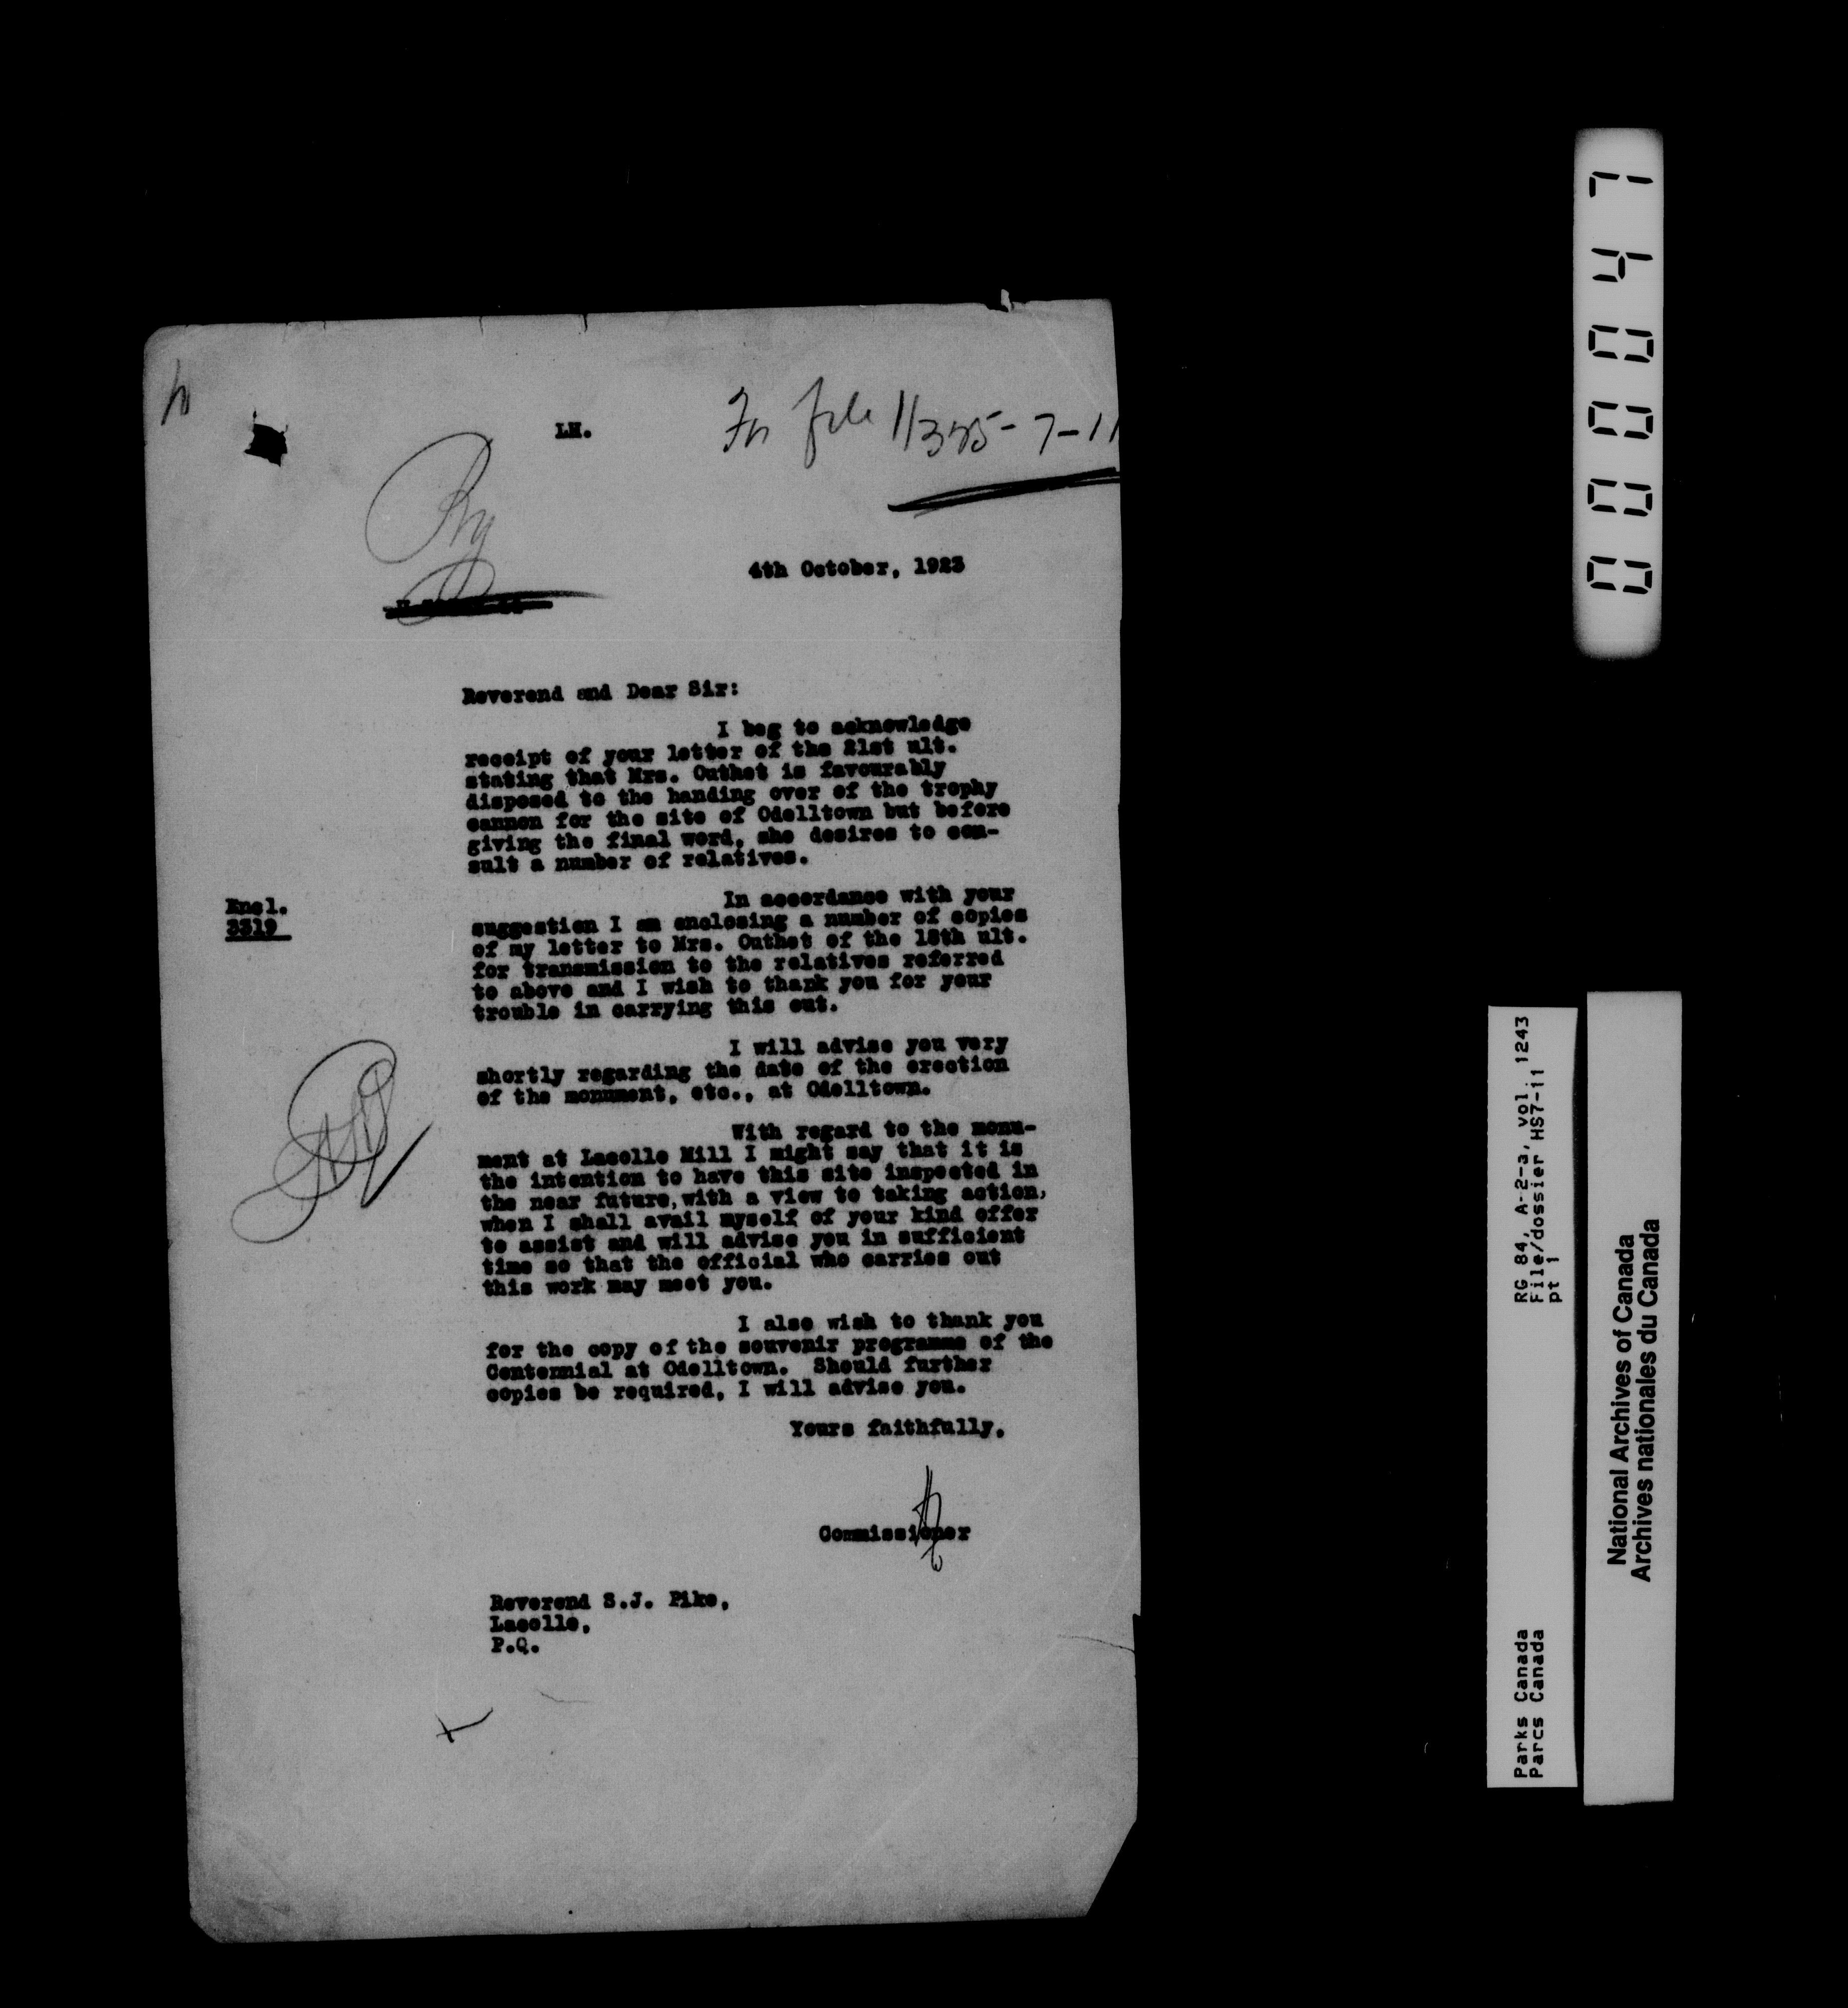 LH.
4th October, 1923
Reverend and Dear Sir:
I beg to acknowledge
receipt of your letter of the 21st ult.
stating that Mrs. Outhet is favourably
disposed to the handing over of the trophy
cannon for the site of Odelltown but before
giving the final word, she desires to con-
sult a number of relatives.
Encl.
3319
In accordance with your
suggestion I am enclosing a number of copies
of my letter to Mrs. Outhet of the 18th ult.
for transmission to the relatives referred
to above and I wish to thank you for your
trouble in carrying this out.
I will advise you very
shortly regarding the date of the erection
of the monument, etc., at Odelltown.
With regard to the monu-
ment at Lacolle Mill I might say that it is
the intention to have this site inspected in
the near future, with a view to taking action,
when I shall avail myself of your kind offer
to assist and will advise you in sufficient
time so that the official who carries out
this work may meet you.
I also wish to thank you
for the copy of the souvenir programme of the
Centennial at Odelltown. Should further
copies be required, I will advise you.
Yours faithfully,
Commissioner
Reverend S.J. Pike,
Lacolle,
P.Q.
000047
RG 84, A-2-a, vol. 1243
File/dossier HS7-11
pt 1
Parks Canada
Parcs Canada
National Archives of Canada
Archives nationales du Canada